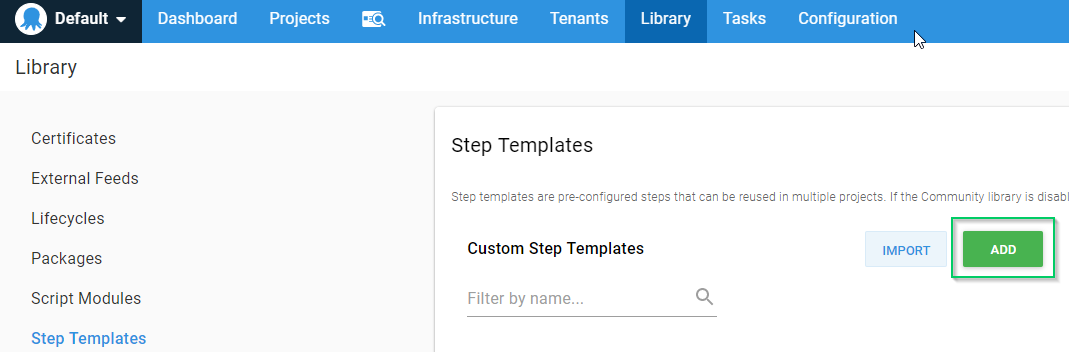 Default Dashboard Projects Infrastructure Tenants Library Tasks Configuration
Library
Certificates
External Feeds
Lifecycles
Packages
Script Modules
Step Templates
Step Templates
Step templates are pre-configured steps that can be reused in multiple projects. If the Community library is disabl
Custom Step Templates IMPORT ADD
Filter by name...